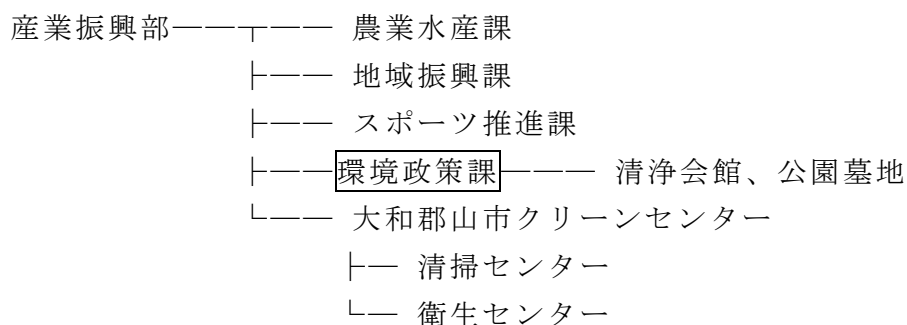 産業振興部――┬―― 農業水産課
├―― 地域振興課
├―― スポーツ推進課
├――環境政策課――― 清浄会館、公園墓地
└―― 大和郡山市クリーンセンター
├― 清掃センター
└― 衛生センター